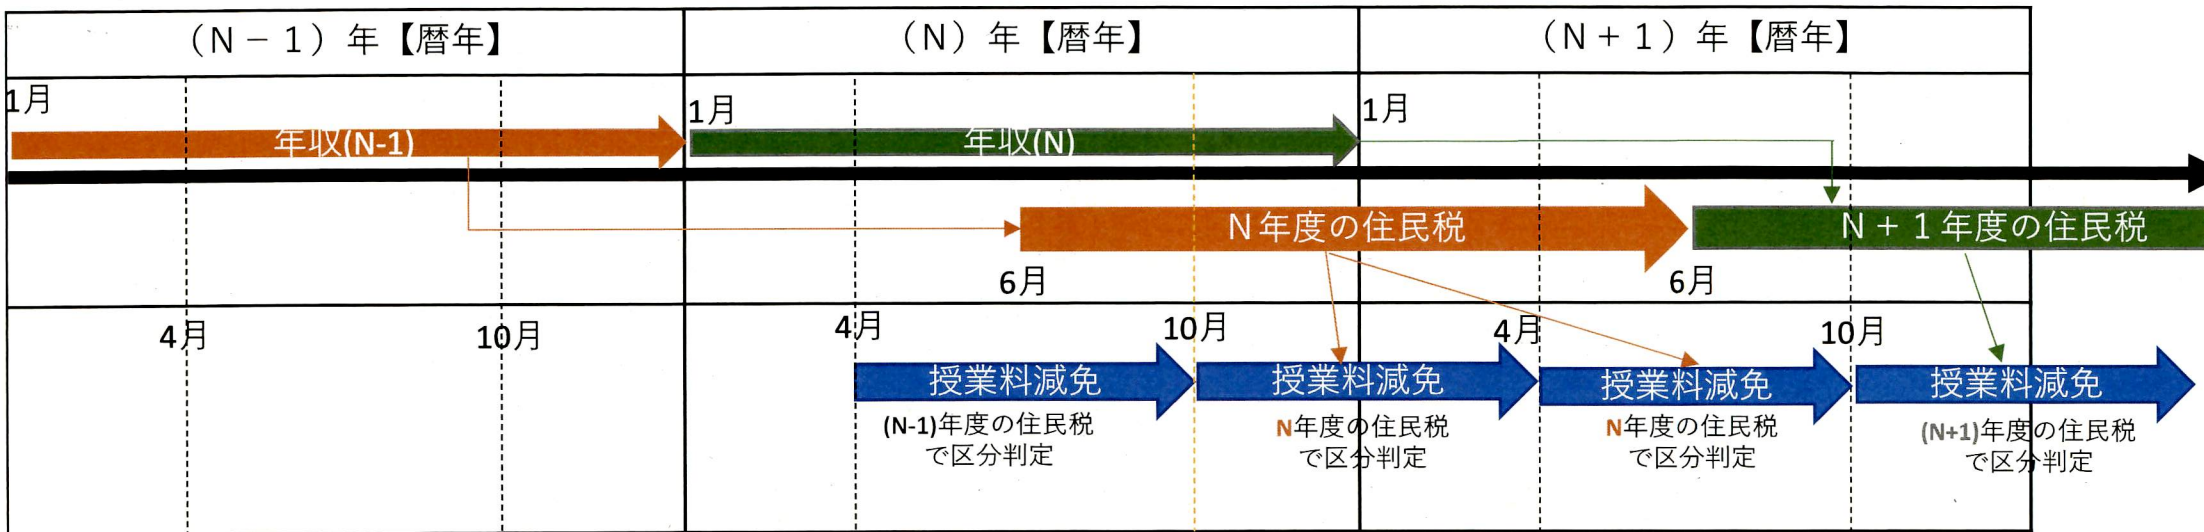 （N－1）年【暦年】
（N）年【暦年】
（N＋1）年【暦年】
1月
1月
1月
年収(N-1)
年収(N)
N年度の住民税
N＋1年度の住民税
6月
6月
4月
10月
4月
10月
4月
10月
授業料減免
授業料減免
授業料減免
授業料減免
(N-1)年度の住民税
で区分判定
N年度の住民税
で区分判定
N年度の住民税
で区分判定
(N+1)年度の住民税
で区分判定